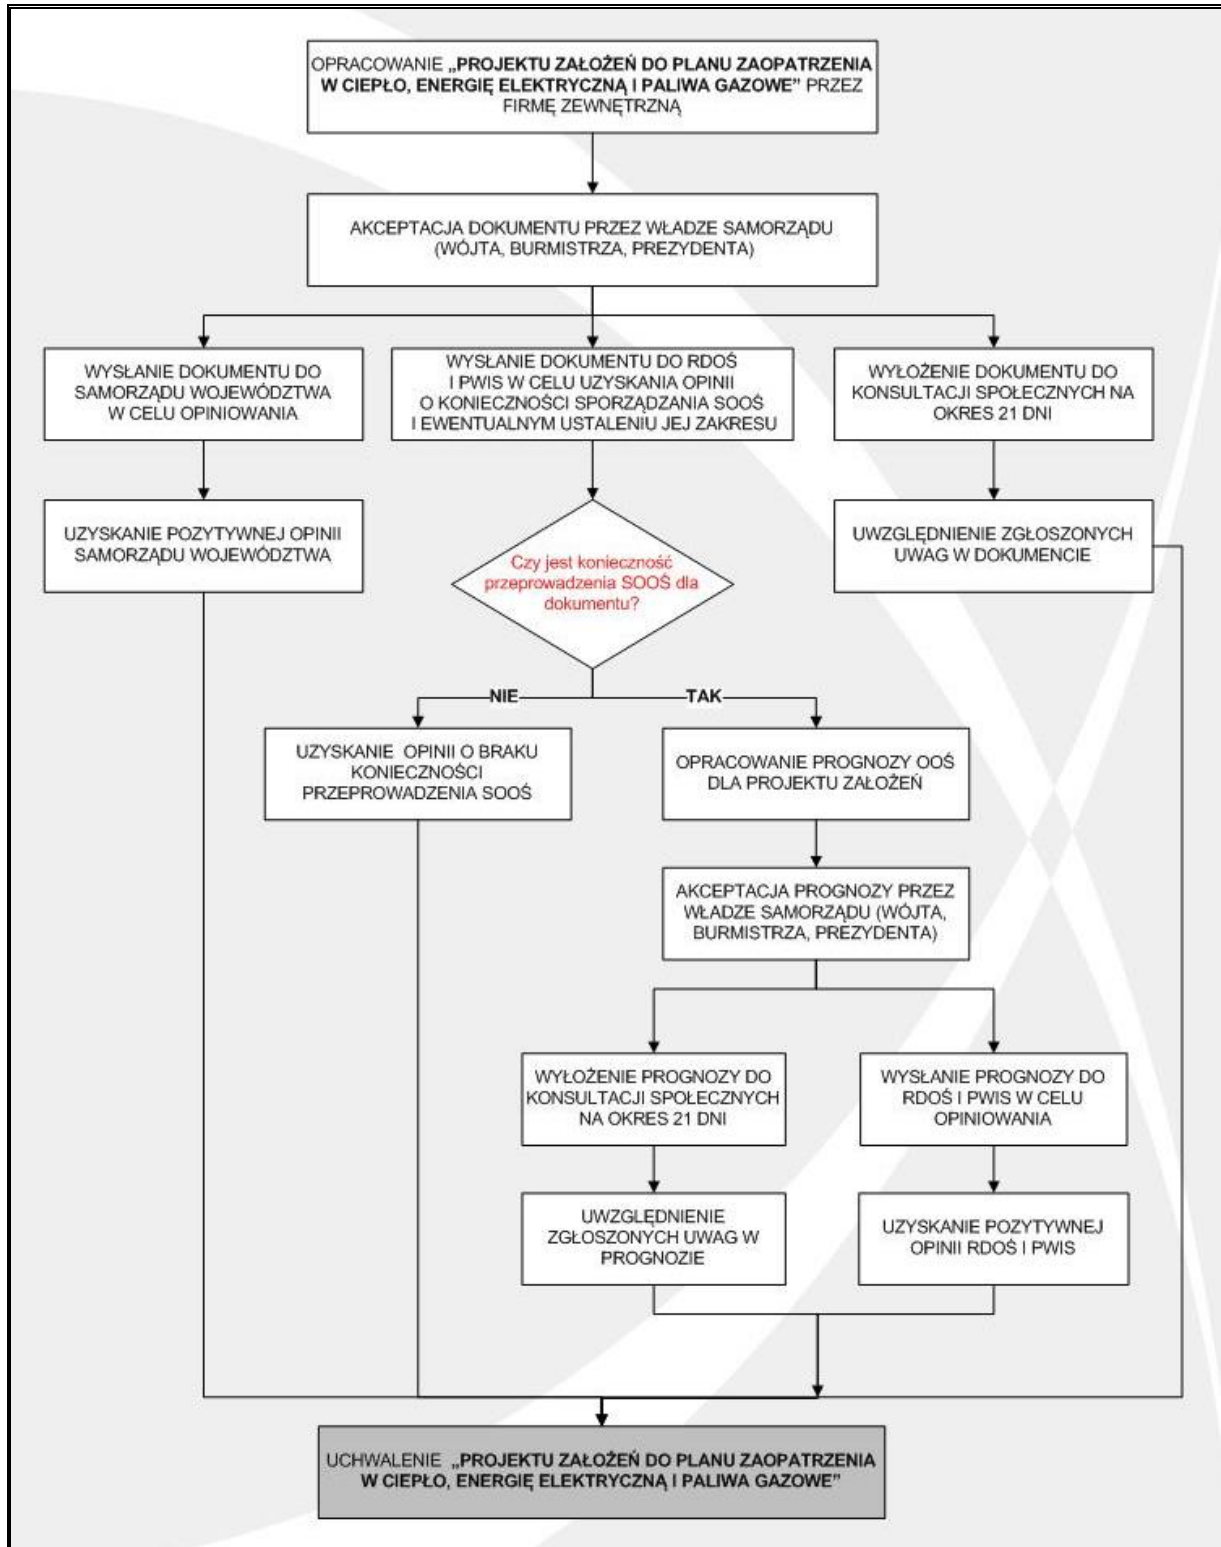 OPRACOWANIE „PROJEKTU ZAŁOŻEŃ DO PLANU ZAOPATRZENIA
W CIEPŁO, ENERGIĘ ELEKTRYCZNĄ I PALIWA GAZOWE” PRZEZ
FIRMĘ ZEWNĘTRZNĄ
AKCEPTACJA DOKUMENTU PRZEZ WŁADZE SAMORZĄDU
(WÓJTA, BURMISTRZA, PREZYDENTA)
WYSŁANIE DOKUMENTU DO
SAMORZĄDU WOJEWÓDZTWA
W CELU OPINIOWANIA
WYSŁANIE DOKUMENTU DO RDOŚ
I PWIS W CELU UZYSKANIA OPINII
O KONIECZNOŚCI SPORZĄDZANIA SOOŚ
I EWENTUALNYM USTALENIU JEJ ZAKRESU
WYŁOŻENIE DOKUMENTU DO
KONSULTACJI SPOŁECZNYCH NA
OKRES 21 DNI
UZYSKANIE POZYTYWNEJ OPINII
SAMORZĄDU WOJEWÓDZTWA
Czy jest konieczność
przeprowadzenia SOOŚ dla
dokumentu?
UWZGLĘDNIENIE ZGŁOSZONYCH
UWAG W DOKUMENCIE
NIE
TAK
UZYSKANIE OPINII O BRAKU
KONIECZNOŚCI
PRZEPROWADZENIA SOOŚ
OPRACOWANIE PROGNOZY OOŚ
DLA PROJEKTU ZAŁOŻEŃ
AKCEPTACJA PROGNOZY PRZEZ
WŁADZE SAMORZĄDU (WÓJTA,
BURMISTRZA, PREZYDENTA)
WYŁOŻENIE PROGNOZY DO
KONSULTACJI SPOŁECZNYCH
NA OKRES 21 DNI
WYSŁANIE PROGNOZY DO
RDOŚ I PWIS W CELU
OPINIOWANIA
UWZGLĘDNIENIE
ZGŁOSZONYCH UWAG W
PROGNOZIE
UZYSKANIE POZYTYWNEJ
OPINII RDOŚ I PWIS
UCHWALENIE „PROJEKTU ZAŁOŻEŃ DO PLANU ZAOPATRZENIA
W CIEPŁO, ENERGIĘ ELEKTRYCZNĄ I PALIWA GAZOWE”